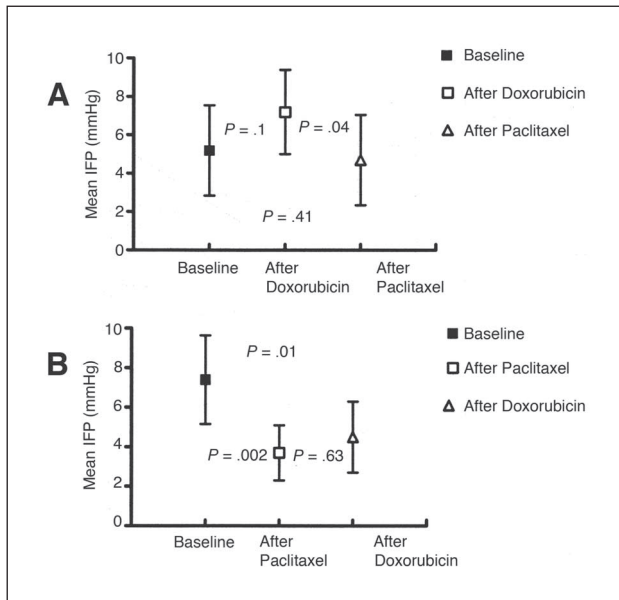 A
Mean IFP (mmHg)
10
8
6
4
2
0
P = .1
P = .04
P = .41
Baseline
After
Doxorubicin
After
Paclitaxel
Baseline
After Doxorubicin
After Paclitaxel
B
Mean IFP (mmHg)
10
8
6
4
2
0
P = .01
P = .002
P = .63
Baseline
After
Paclitaxel
After
Doxorubicin
Baseline
After Paclitaxel
After Doxorubicin